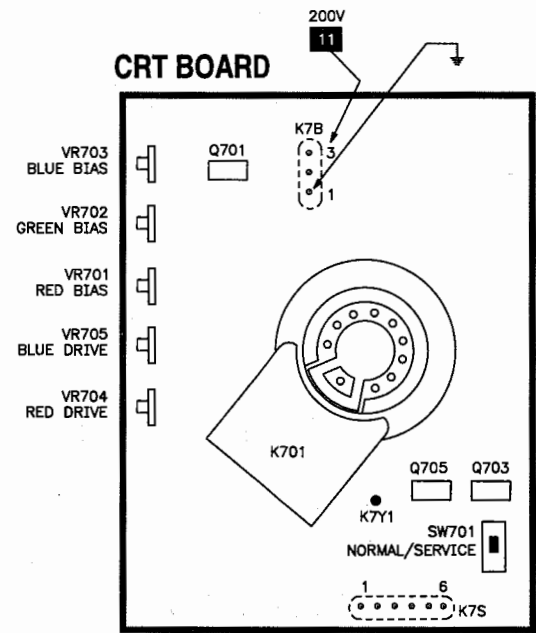 200V
11
CRT BOARD
K7B
3
1
Q701
VR703
BLUE BIAS
VR702
GREEN BIAS
VR701
RED BIAS
VR705
BLUE DRIVE
VR704
RED DRIVE
K701
Q705
Q703
K7Y1
SW701
NORMAL/SERVICE
1
6
K7S